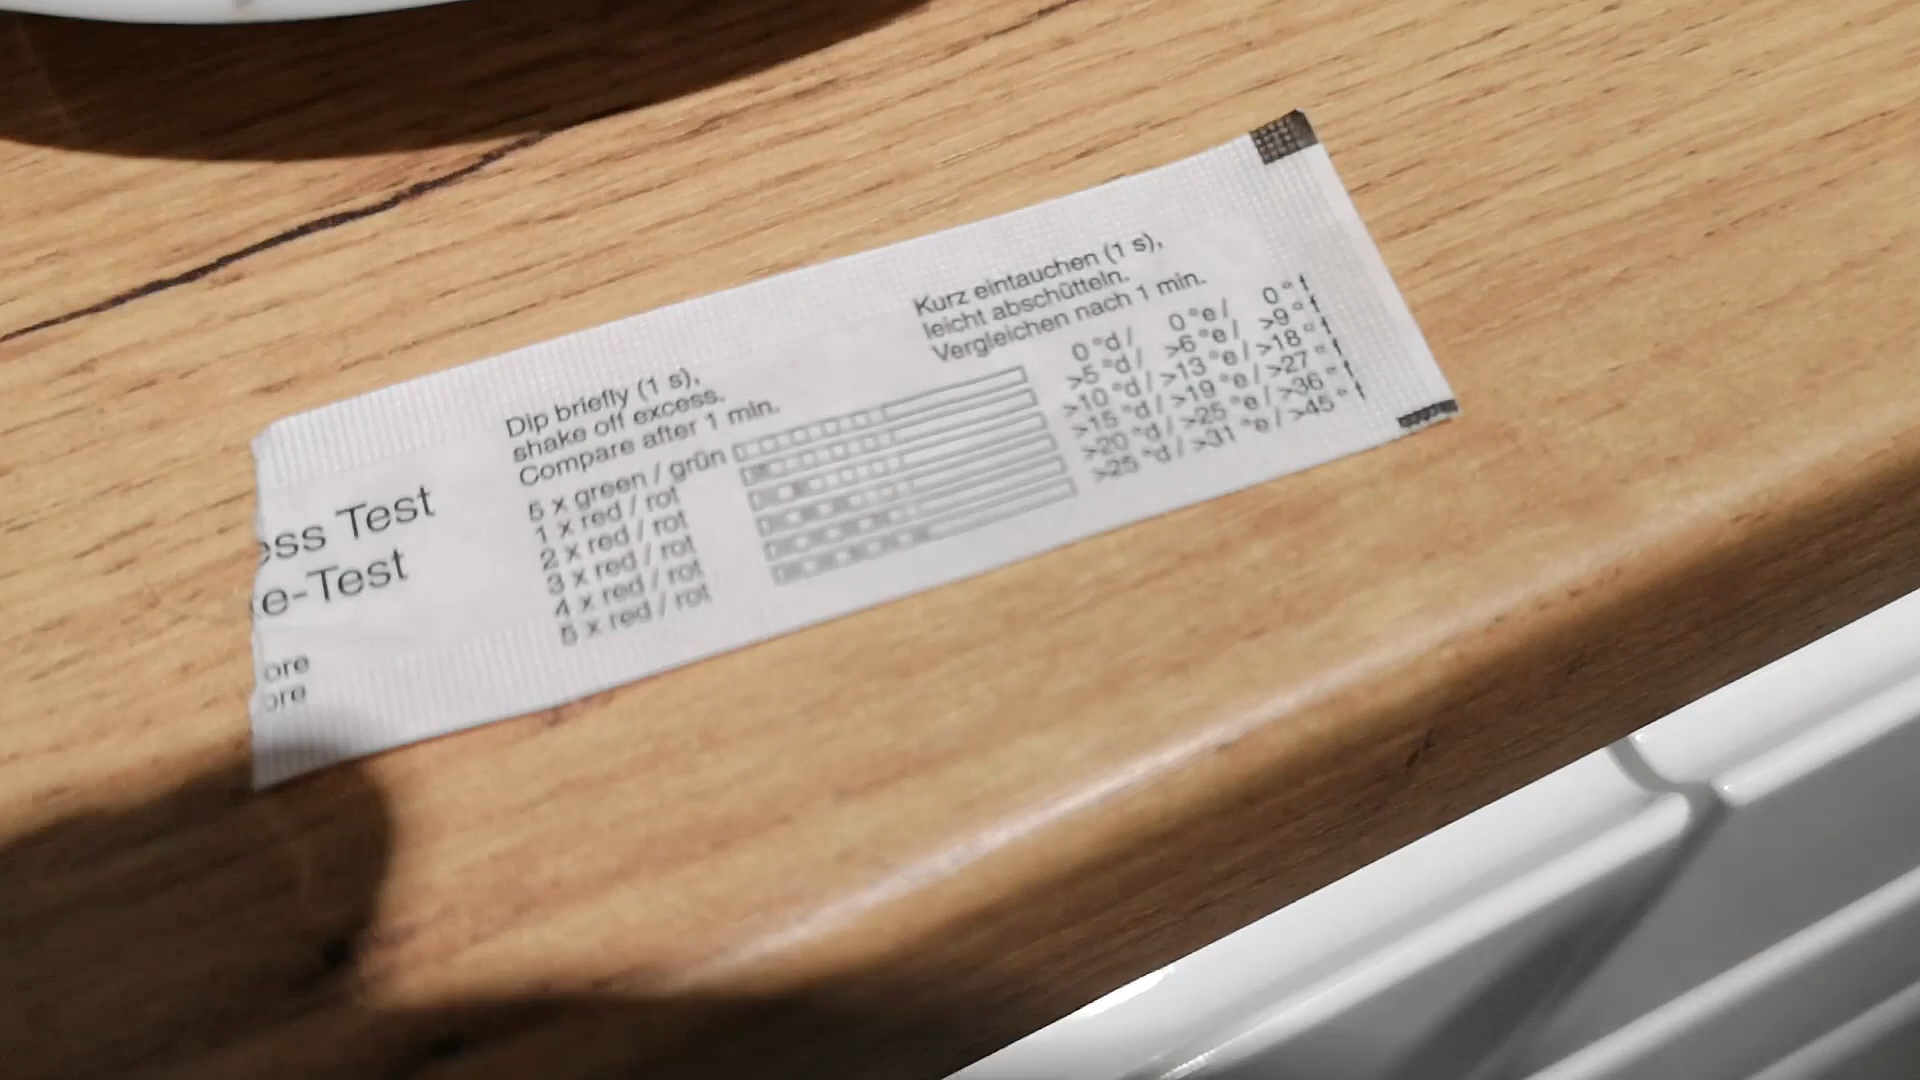 ess Test
e-Test
ore
ore
Dip briefly (1 s),
shake off excess.
Compare after 1 min.
5 x green / grün
1 x red / rot
2 x red / rot
3 x red / rot
4 x red / rot
5 x red / rot
Kurz eintauchen (1 s),
leicht abschütteln.
Vergleichen nach 1 min.
0 °d / 0 °e / 0 °f
>5 °d / >6 °e / >9 °f
>10 °d / >13 °e / >18 °f
>15 °d / >19 °e / >27 °f
>20 °d / >25 °e / >36 °f
>25 °d / >31 °e / >45 °f